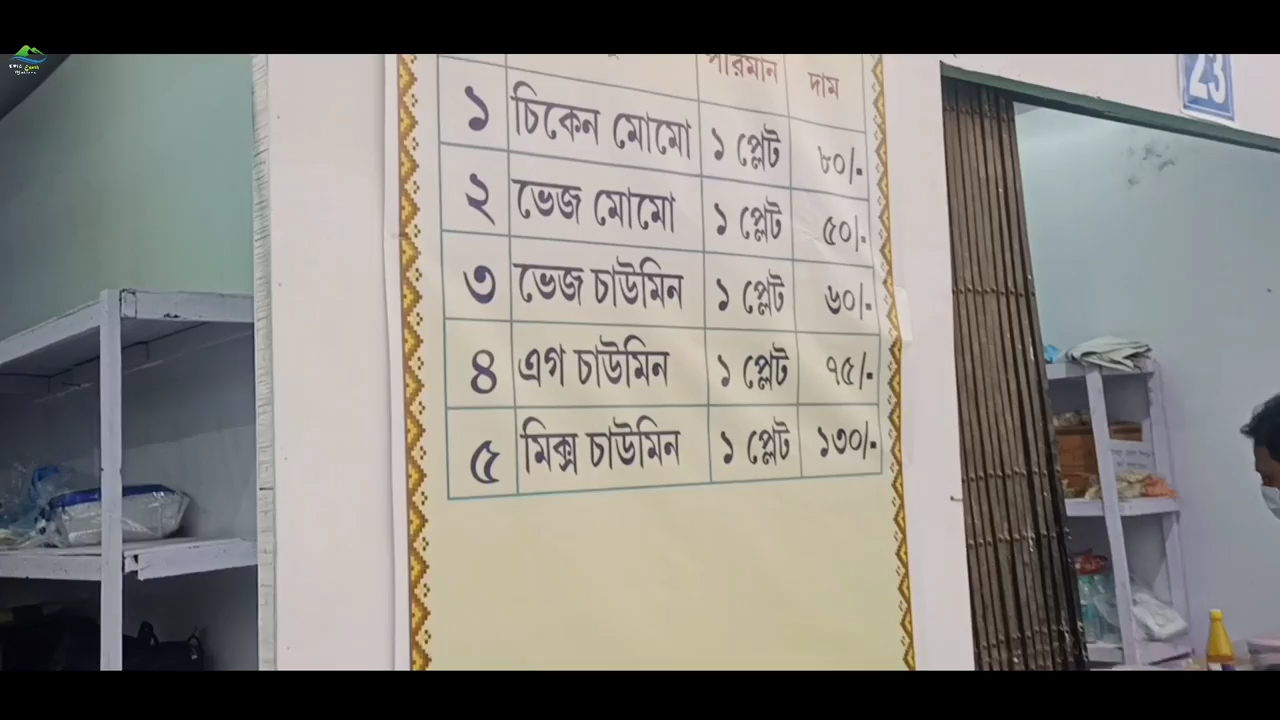 পরিমান দাম
১ চিকেন মোমো ১ প্লেট ৮০/-
২ ভেজ মোমো ১ প্লেট ৫০/-
৩ ভেজ চাউমিন ১ প্লেট ৬০/-
৪ এগ চাউমিন ১ প্লেট ৭৫/-
৫ মিক্স চাউমিন ১ প্লেট ১৩০/-
23